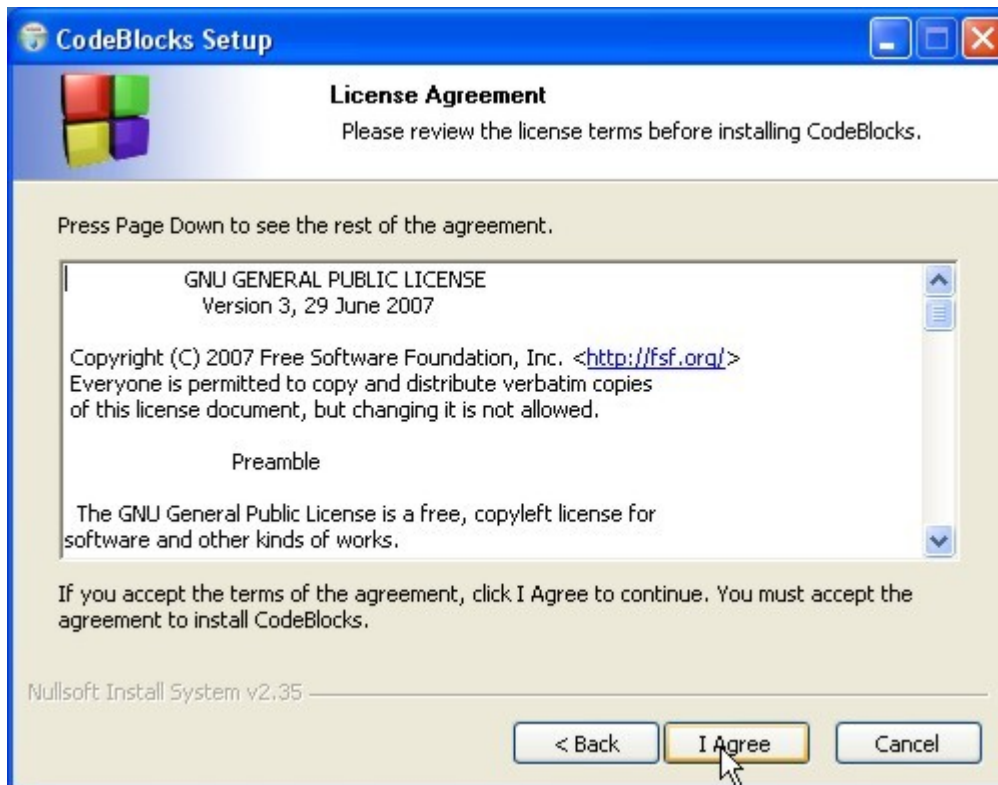 CodeBlocks Setup
License Agreement
Please review the license terms before installing CodeBlocks.
Press Page Down to see the rest of the agreement.
GNU GENERAL PUBLIC LICENSE
Version 3, 29 June 2007
Copyright (C) 2007 Free Software Foundation, Inc. <http://fsf.org/>
Everyone is permitted to copy and distribute verbatim copies
of this license document, but changing it is not allowed.
Preamble
The GNU General Public License is a free, copyleft license for
software and other kinds of works.
If you accept the terms of the agreement, click I Agree to continue. You must accept the
agreement to install CodeBlocks.
Nullsoft Install System v2.35
< Back
I Agree
Cancel